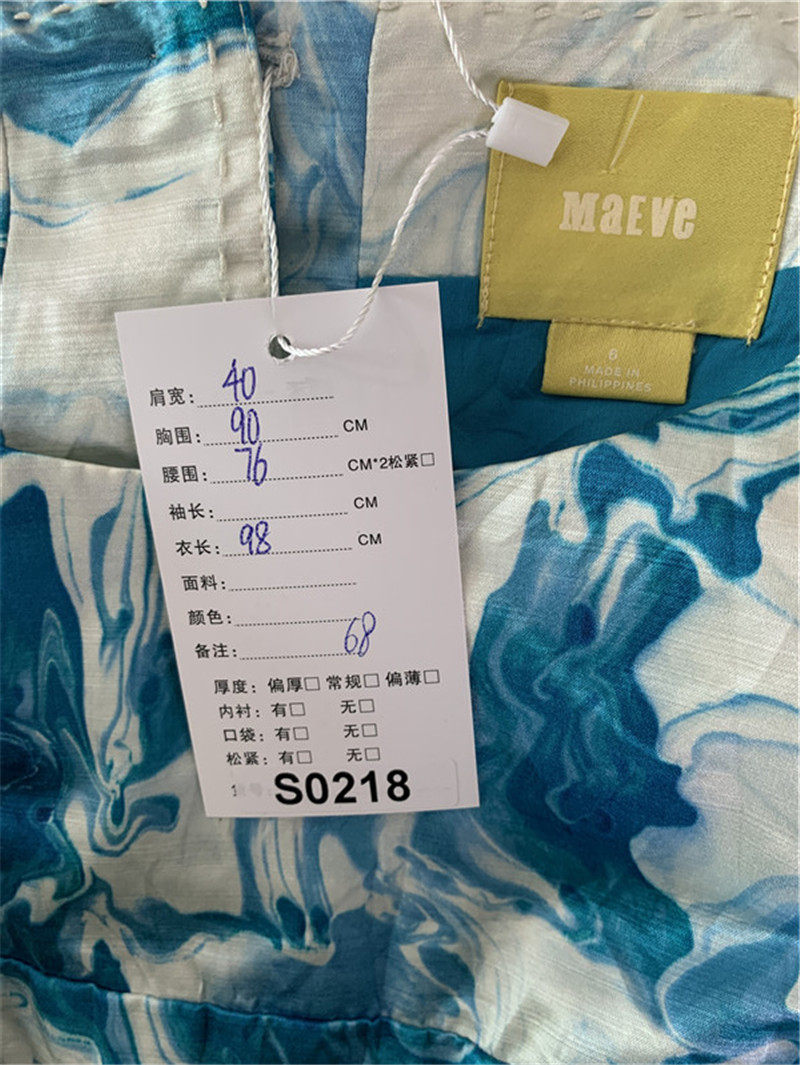 MaEVe
6
MADE IN
PHILIPPINES
肩宽: 40
胸围: 90 CM
腰围: 76 CM*2松紧□
袖长: CM
衣长: 98 CM
面料:
颜色:
备注: 68
厚度: 偏厚□ 常规□ 偏薄□
内衬: 有□ 无□
口袋: 有□ 无□
松紧: 有□ 无□
S0218